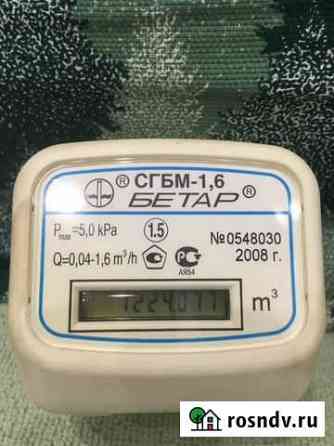 ® СГБМ-1,6
БЕТАР®
Pmax=5,0 kPa
1.5
№0548030
Q=0,04-1,6 m³/h
2008 г.
АЯ54
m³
rosndv.ru